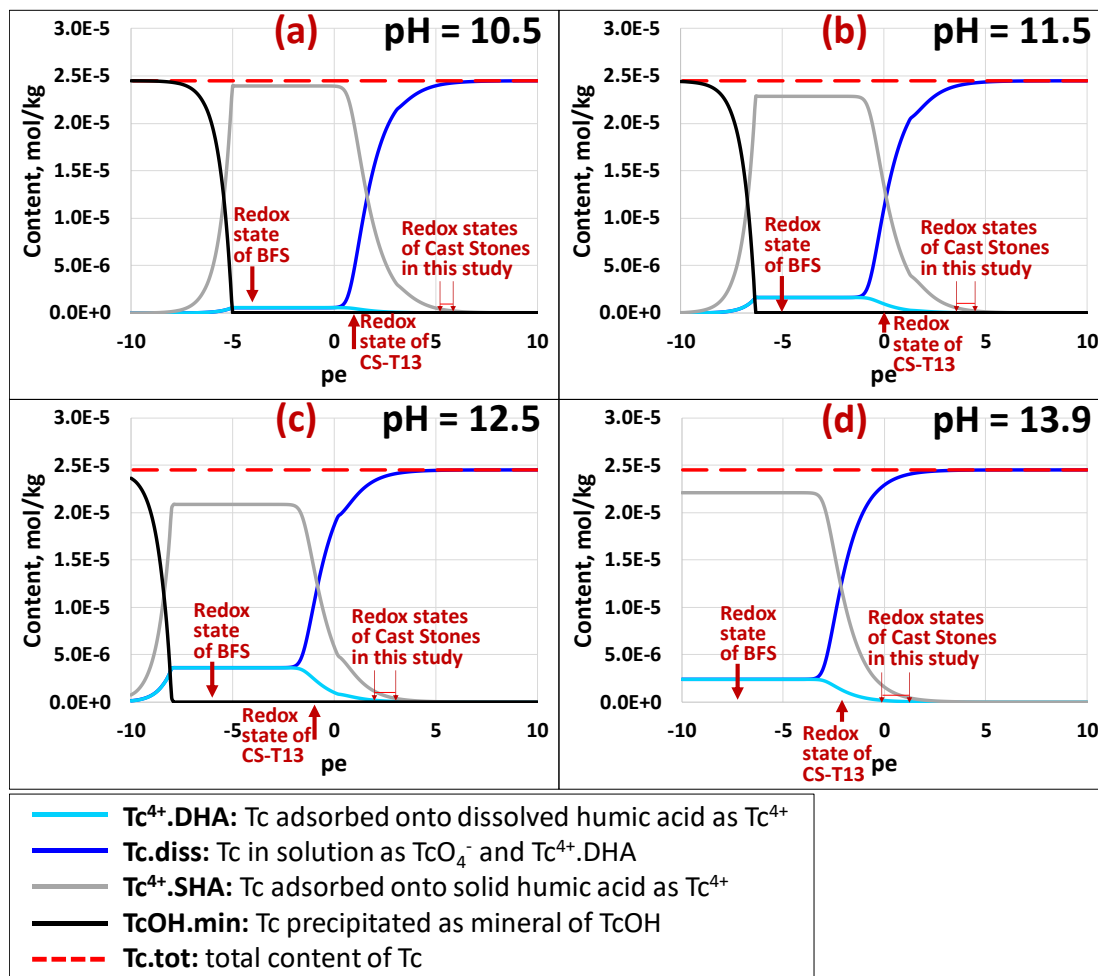 (a) pH = 10.5
Content, mol/kg
3.0E-5
2.5E-5
2.0E-5
1.5E-5
1.0E-5
5.0E-6
0.0E+0
Redox
state
of BFS
Redox states
of Cast Stones
in this study
-10 -5 0 5 10
Redox
state of
CS-T13
pe
(b) pH = 11.5
Content, mol/kg
3.0E-5
2.5E-5
2.0E-5
1.5E-5
1.0E-5
5.0E-6
0.0E+0
Redox
state
of BFS
Redox states
of Cast Stones
in this study
-10 -5 0 5 10
Redox
state of
CS-T13
pe
(c) pH = 12.5
Content, mol/kg
3.0E-5
2.5E-5
2.0E-5
1.5E-5
1.0E-5
5.0E-6
0.0E+0
Redox
state
of BFS
Redox states
of Cast Stones
in this study
-10 -5 0 5 10
Redox
state of
CS-T13
pe
(d) pH = 13.9
Content, mol/kg
3.0E-5
2.5E-5
2.0E-5
1.5E-5
1.0E-5
5.0E-6
0.0E+0
Redox
state
of BFS
Redox states
of Cast Stones
in this study
-10 -5 0 5 10
Redox
state of
CS-T13
pe
Tc⁴⁺.DHA: Tc adsorbed onto dissolved humic acid as Tc⁴⁺
Tc.diss: Tc in solution as TcO₄⁻ and Tc⁴⁺.DHA
Tc⁴⁺.SHA: Tc adsorbed onto solid humic acid as Tc⁴⁺
TcOH.min: Tc precipitated as mineral of TcOH
Tc.tot: total content of Tc